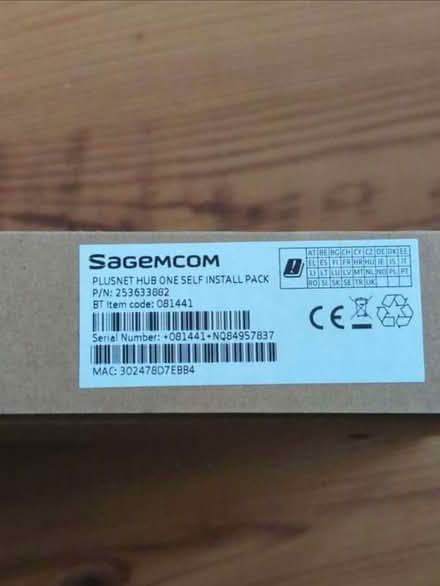 Sagemcom
PLUSNET HUB ONE SELF INSTALL PACK
P/N: 253633882
BT Item code: 081441
Serial Number: +081441+NQ84957837
MAC: 302478D7EBB4
AT BE BG CH CY CZ DK EE
EL ES FI FR HR HU IE IS IT
LI LT LU LV MT NL NO PL PT
RO SI SK SE TR UK
CE